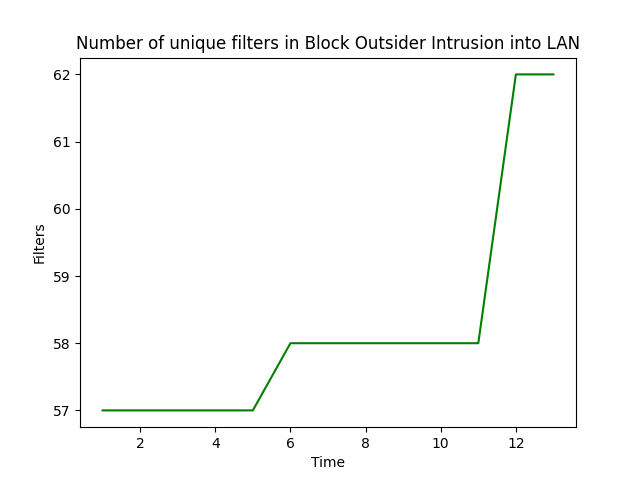 Number of unique filters in Block Outsider Intrusion into LAN
62
61
60
59
58
57
Filters
2 4 6 8 10 12
Time